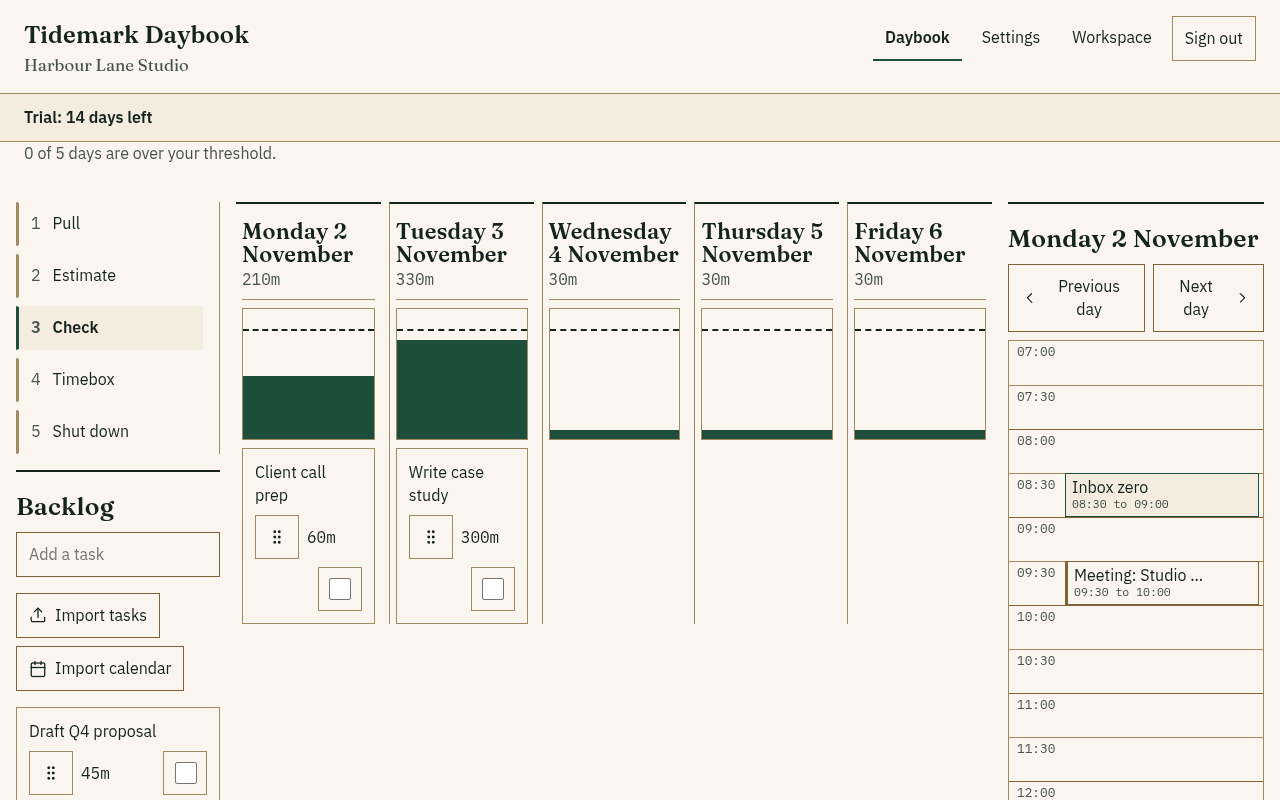 Tidemark Daybook
Harbour Lane Studio
Daybook
Settings
Workspace
Sign out
Trial: 14 days left
0 of 5 days are over your threshold.
1 Pull
2 Estimate
3 Check
4 Timebox
5 Shut down
Backlog
Add a task
Import tasks
Import calendar
Draft Q4 proposal
45m
Monday 2
November
210m
Client call
prep
60m
Tuesday 3
November
330m
Write case
study
300m
Wednesday
4 November
30m
Thursday 5
November
30m
Friday 6
November
30m
Monday 2 November
Previous
day
Next
day
07:00
07:30
08:00
08:30
Inbox zero
08:30 to 09:00
09:00
09:30
Meeting: Studio ...
09:30 to 10:00
10:00
10:30
11:00
11:30
12:00